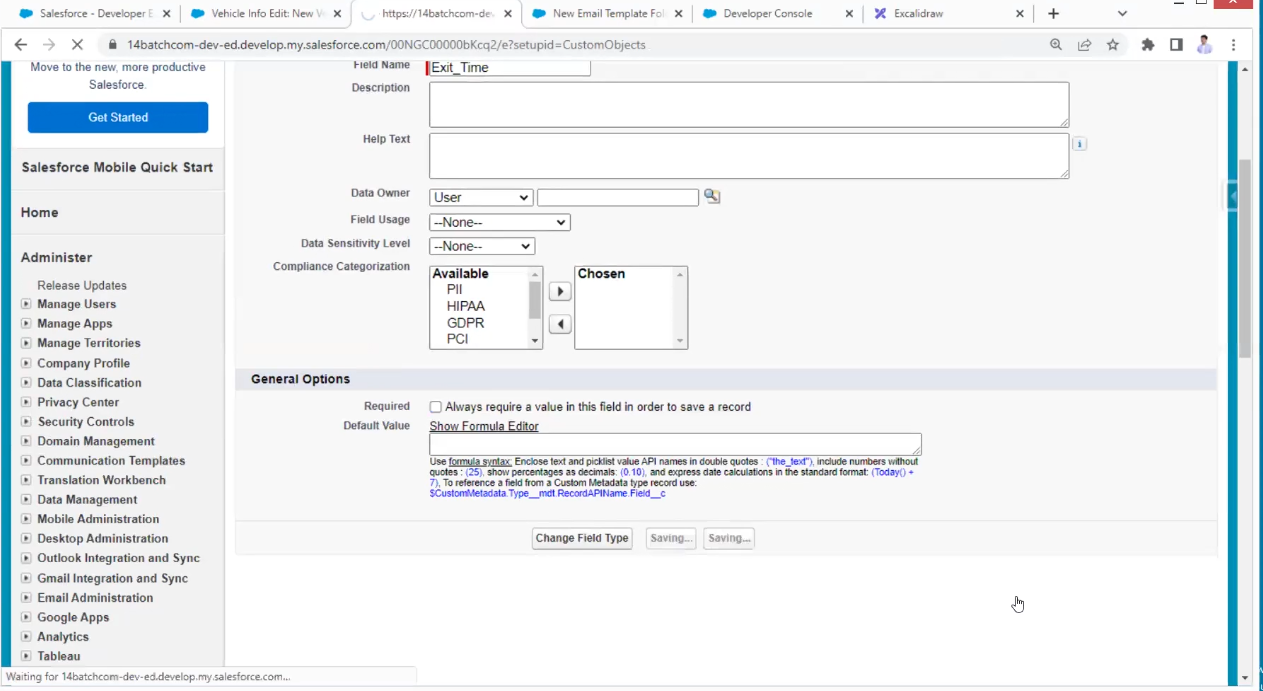 Salesforce - Developer E
Vehicle Info Edit: New V
https://14batchcom-dev
New Email Template Fol
Developer Console
Excalidraw
14batchcom-dev-ed.develop.my.salesforce.com/00NGC00000bKcq2/e?setupid=CustomObjects
Move to the new, more productive
Salesforce.
Get Started
Salesforce Mobile Quick Start
Home
Administer
Release Updates
Manage Users
Manage Apps
Manage Territories
Company Profile
Data Classification
Privacy Center
Security Controls
Domain Management
Communication Templates
Translation Workbench
Data Management
Mobile Administration
Desktop Administration
Outlook Integration and Sync
Gmail Integration and Sync
Email Administration
Google Apps
Analytics
Tableau
Field Name Exit_Time
Description
Help Text
Data Owner User
Field Usage --None--
Data Sensitivity Level --None--
Compliance Categorization
Available
PII
HIPAA
GDPR
PCI
Chosen
General Options
Required Always require a value in this field in order to save a record
Default Value Show Formula Editor
Use formula syntax: Enclose text and picklist value API names in double quotes : ("the_text"), include numbers without
quotes : (25), show percentages as decimals: (0.10), and express date calculations in the standard format: (Today() +
7), To reference a field from a Custom Metadata type record use:
$CustomMetadata.Type__mdt.RecordAPIName.Field__c
Change Field Type Saving... Saving...
Waiting for 14batchcom-dev-ed.develop.my.salesforce.com...